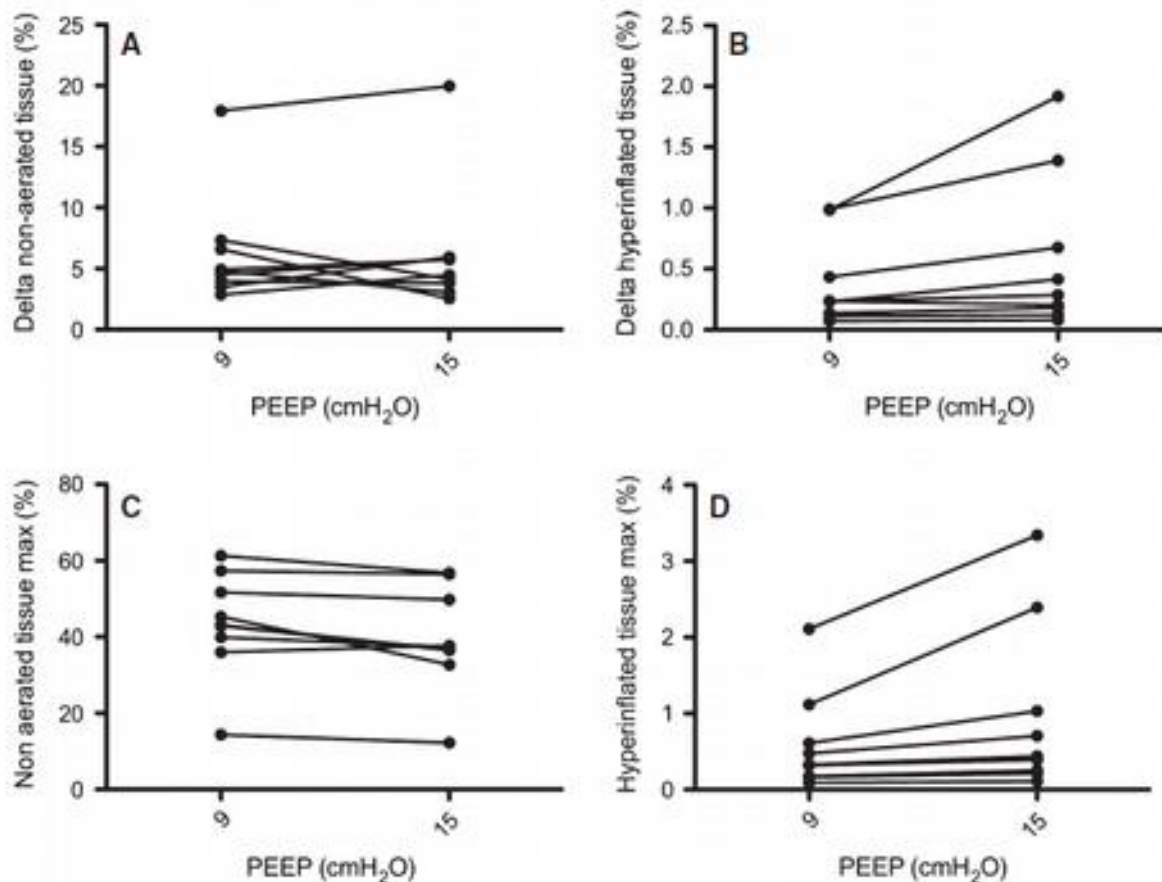 A
Delta non-aerated tissue (%)
25
20
15
10
5
0
9
15
PEEP (cmH₂O)
B
Delta hyperinflated tissue (%)
2.5
2.0
1.5
1.0
0.5
0.0
9
15
PEEP (cmH₂O)
C
Non aerated tissue max (%)
80
60
40
20
0
9
15
PEEP (cmH₂O)
D
Hyperinflated tissue max (%)
4
3
2
1
0
9
15
PEEP (cmH₂O)